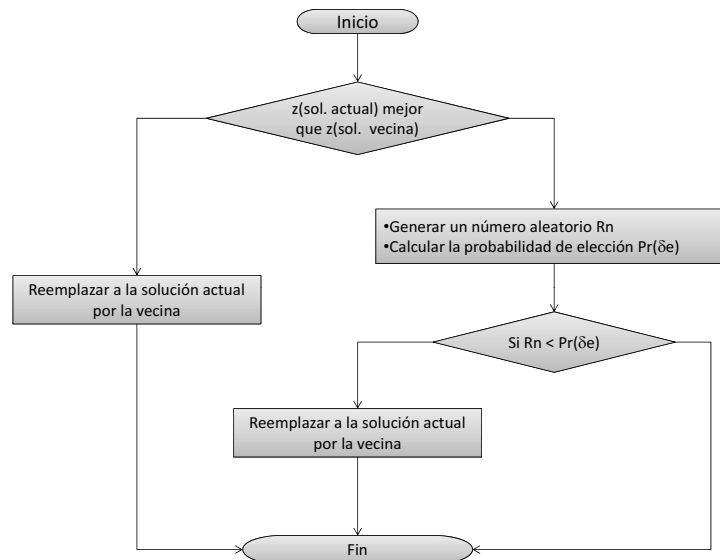 Inicio
z(sol. actual) mejor
que z(sol. vecina)
•Generar un número aleatorio Rn
•Calcular la probabilidad de elección Pr(δe)
Reemplazar a la solución actual
por la vecina
Si Rn < Pr(δe)
Reemplazar a la solución actual
por la vecina
Fin